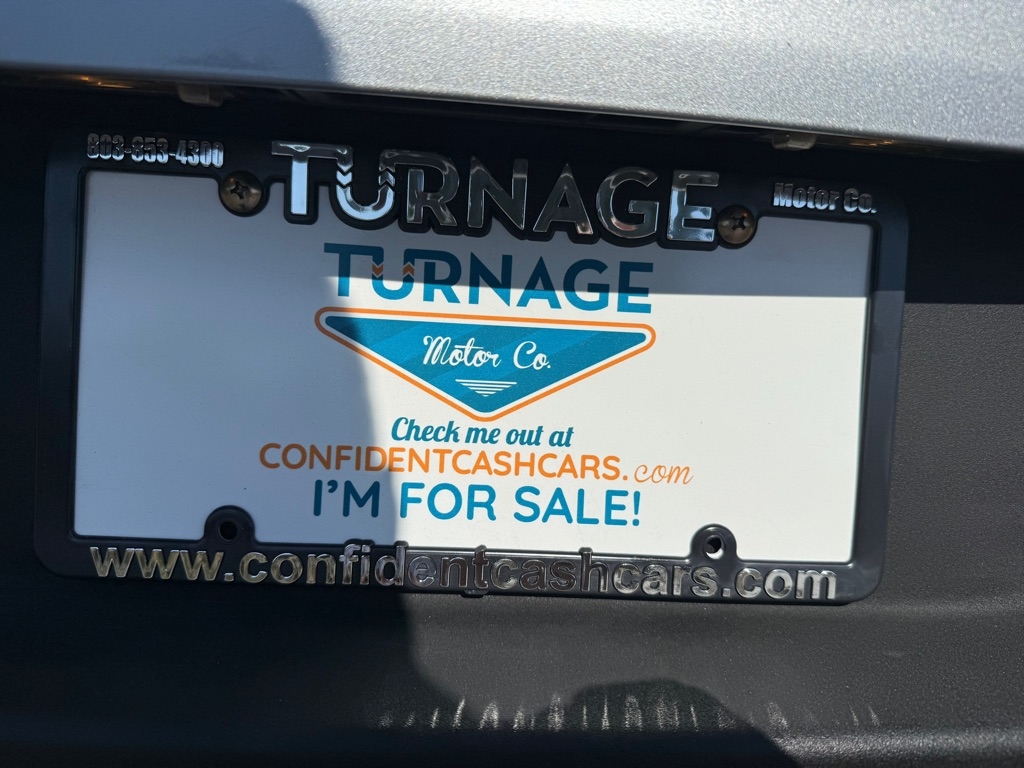 803-853-4300 TURNAGE Motor Co.
TURNAGE
Motor Co.
Check me out at
CONFIDENTCASHCARS.com
I'M FOR SALE!
www.confidentcashcars.com